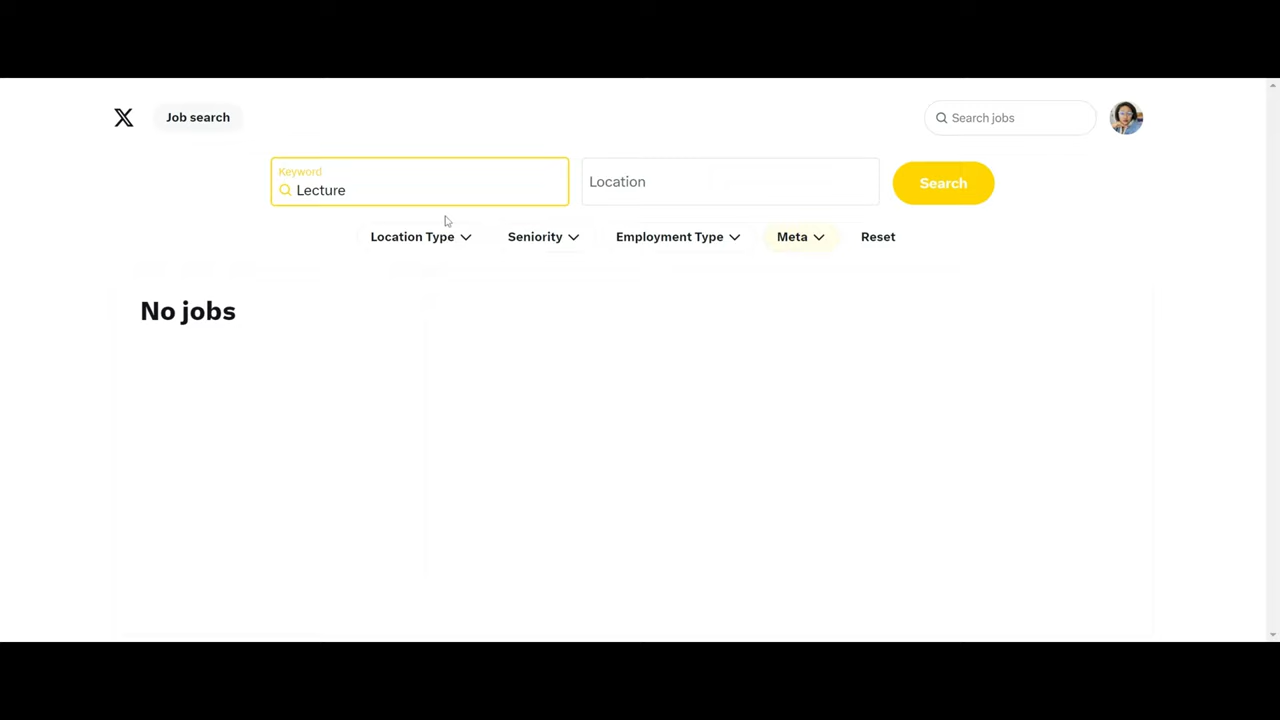 Job search
Search jobs
Keyword
Lecture
Location
Search
Location Type
Seniority
Employment Type
Meta
Reset
No jobs